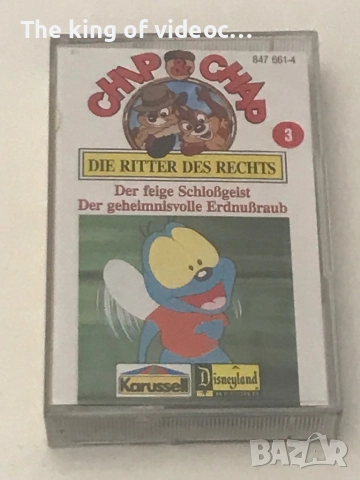 The king of videoc...
847 661-4
CHIP & CHAP
3
DIE RITTER DES RECHTS
Der feige Schloßgeist
Der geheimnisvolle Erdnußraub
Karussell
Disneyland
BAZAR